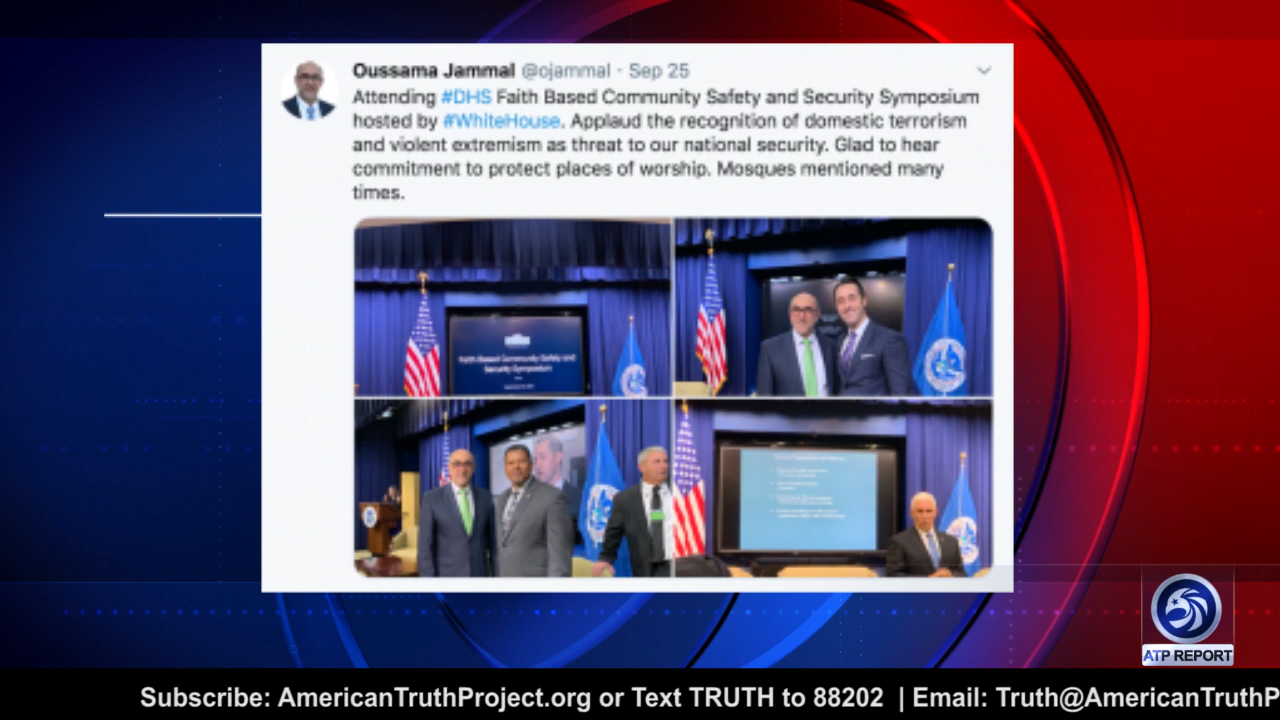 Oussama Jammal @ojammal · Sep 25
Attending #DHS Faith Based Community Safety and Security Symposium
hosted by #WhiteHouse. Applaud the recognition of domestic terrorism
and violent extremism as threat to our national security. Glad to hear
commitment to protect places of worship. Mosques mentioned many
times.
Faith Based Community Safety and
Security Symposium
ATP REPORT
Subscribe: AmericanTruthProject.org or Text TRUTH to 88202 | Email: Truth@AmericanTruthP